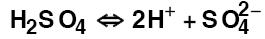 H₂SO₄ ⇔ 2H⁺ + SO₄²⁻